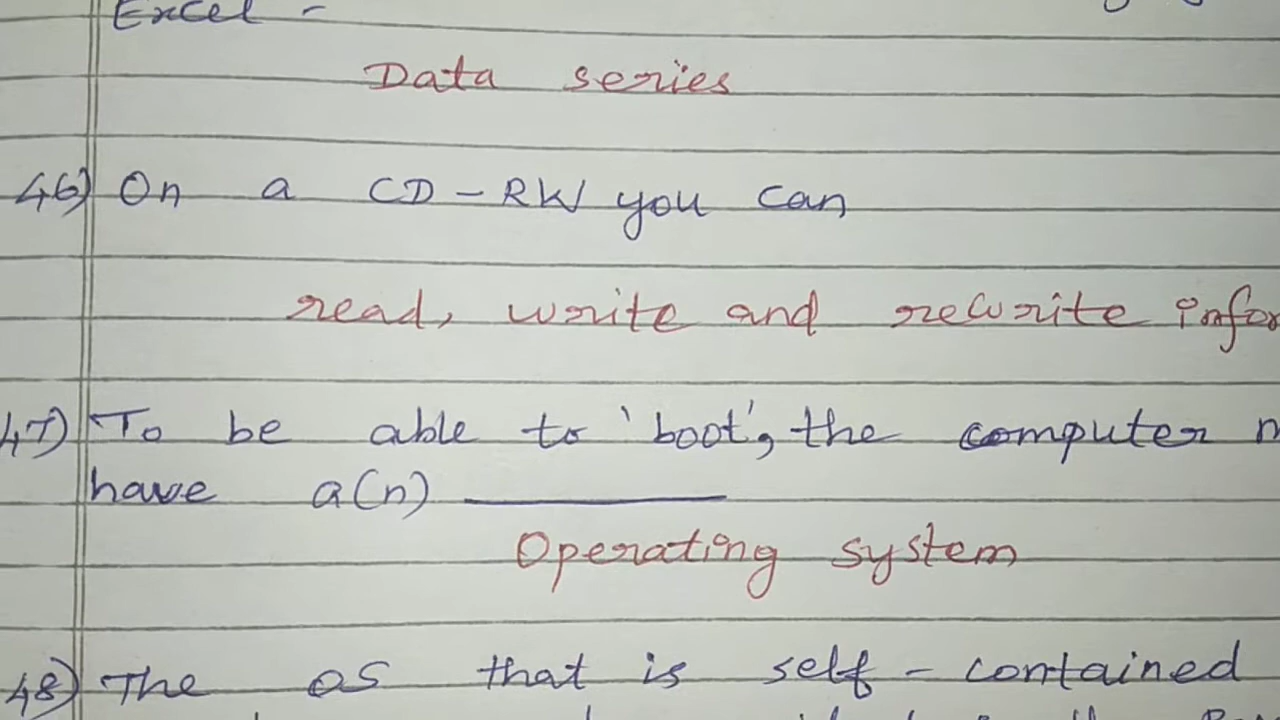 Excel -
Data series
46) On a CD-RW you can
read, write and rewrite infor
47) To be able to 'boot', the computer m
have a(n) ________
Operating system
48) The OS that is self-contained